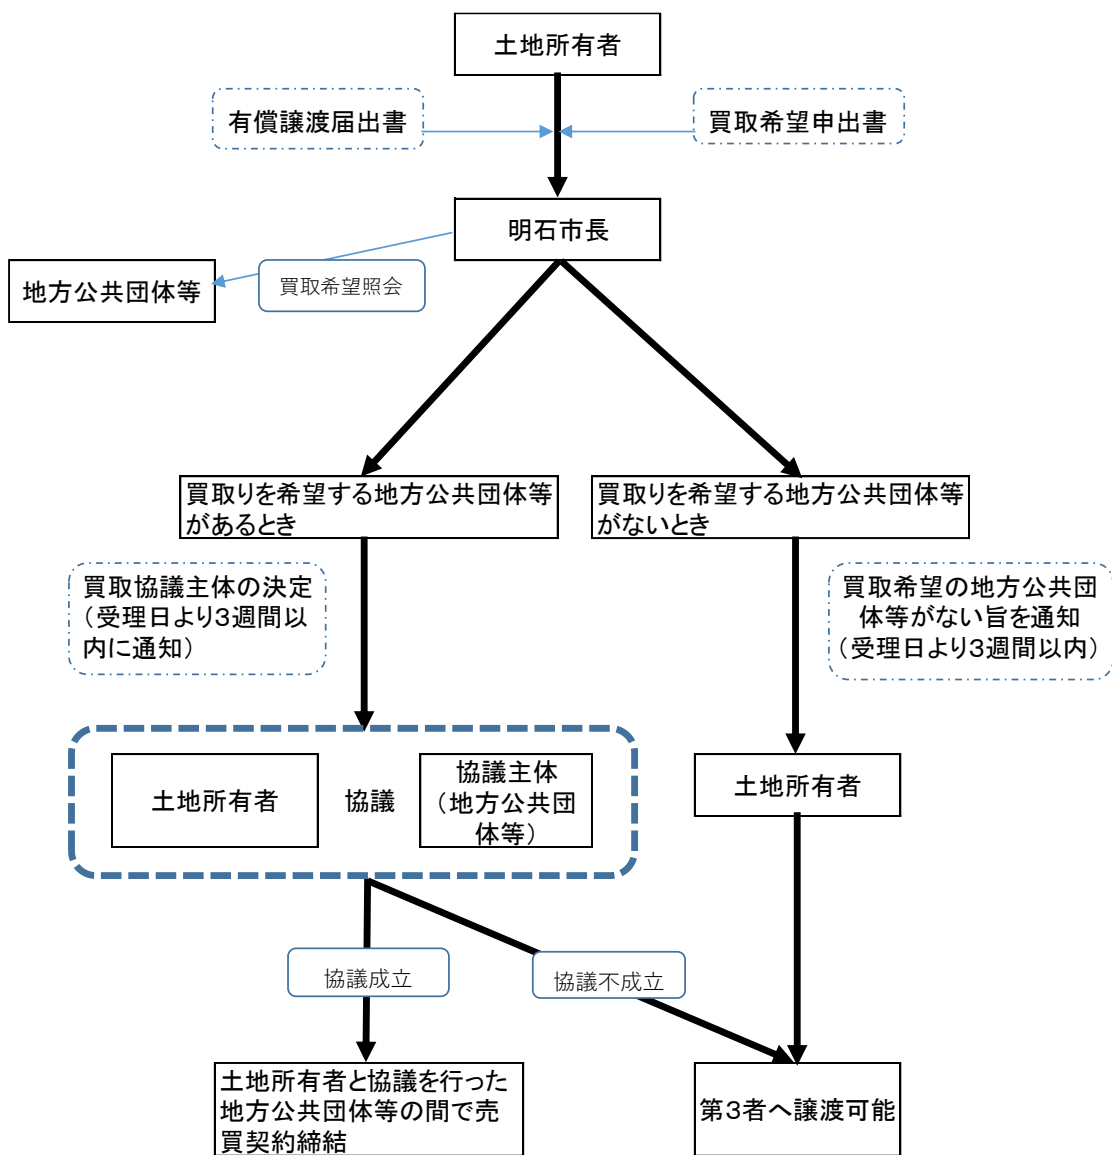 土地所有者
有償譲渡届出書
買取希望申出書
明石市長
地方公共団体等
買取希望照会
買取りを希望する地方公共団体等
があるとき
買取りを希望する地方公共団体等
がないとき
買取協議主体の決定
(受理日より3週間以
内に通知)
買取希望の地方公共団
体等がない旨を通知
(受理日より3週間以内)
土地所有者
協議
協議主体
(地方公共団
体等)
土地所有者
協議成立
協議不成立
土地所有者と協議を行った
地方公共団体等の間で売
買契約締結
第3者へ譲渡可能